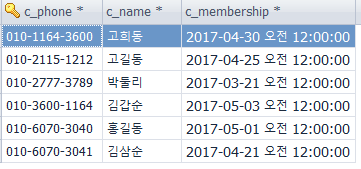 c_phone * c_name * c_membership *
010-1164-3600 고희동 2017-04-30 오전 12:00:00
010-2115-1212 고길동 2017-04-25 오전 12:00:00
010-2777-3789 박둘리 2017-03-21 오전 12:00:00
010-3600-1164 김갑순 2017-05-03 오전 12:00:00
010-6070-3040 홍길동 2017-05-01 오전 12:00:00
010-6070-3041 김삼순 2017-04-21 오전 12:00:00